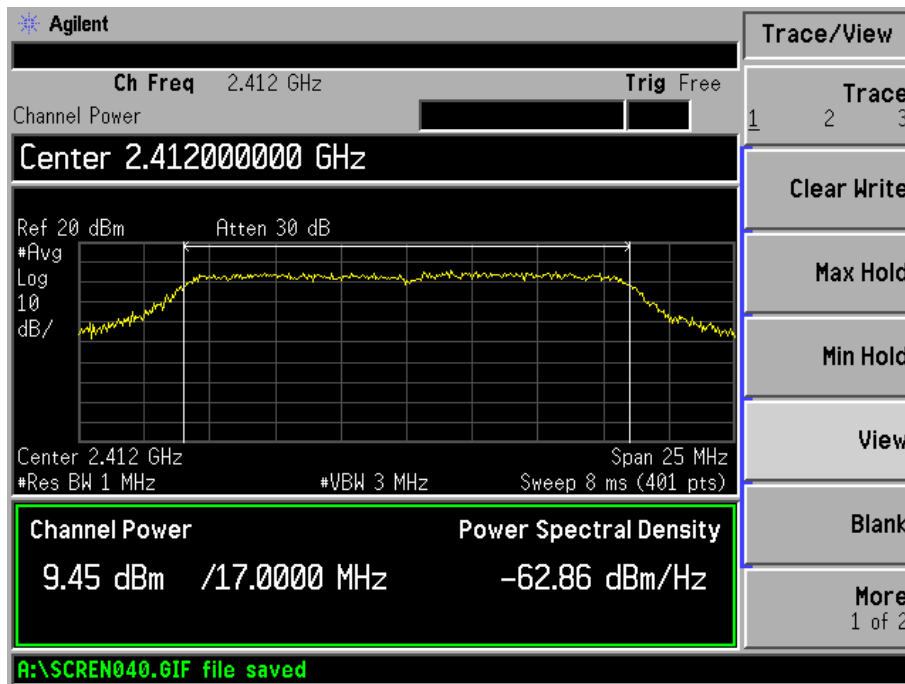 Agilent
Trace/View
Ch Freq 2.412 GHz Trig Free
Channel Power
Trace
1 2 3
Center 2.412000000 GHz
Clear Write
Ref 20 dBm Atten 30 dB
#Avg
Log
10
dB/
Max Hold
Min Hold
View
Center 2.412 GHz Span 25 MHz
#Res BW 1 MHz #VBW 3 MHz Sweep 8 ms (401 pts)
Channel Power Power Spectral Density
9.45 dBm /17.0000 MHz -62.86 dBm/Hz
Blank
More
1 of 2
A:\SCREN040.GIF file saved